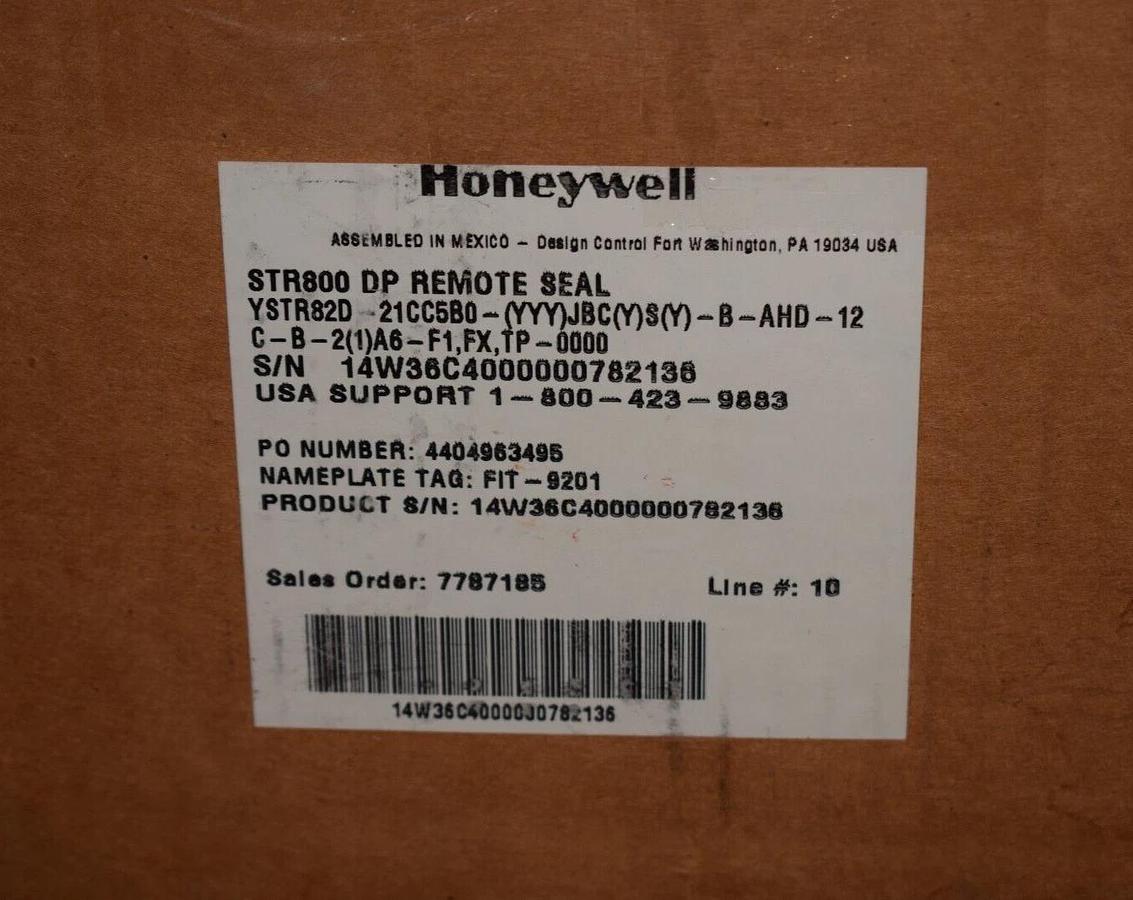 Honeywell
ASSEMBLED IN MEXICO - Design Control Fort Washington, PA 19034 USA
STR800 DP REMOTE SEAL
YSTR82D - 21CC5B0-(YYY)JBC(Y)S(Y)-B-AHD-12
C-B-2(1)A6-F1,FX,TP-0000
S/N 14W36C4000000782136
USA SUPPORT 1-800-423-9883
PO NUMBER: 4404963495
NAMEPLATE TAG: FIT-9201
PRODUCT S/N: 14W36C4000000782136
Sales Order: 7787185
Line #: 10
14W36C4000000782136